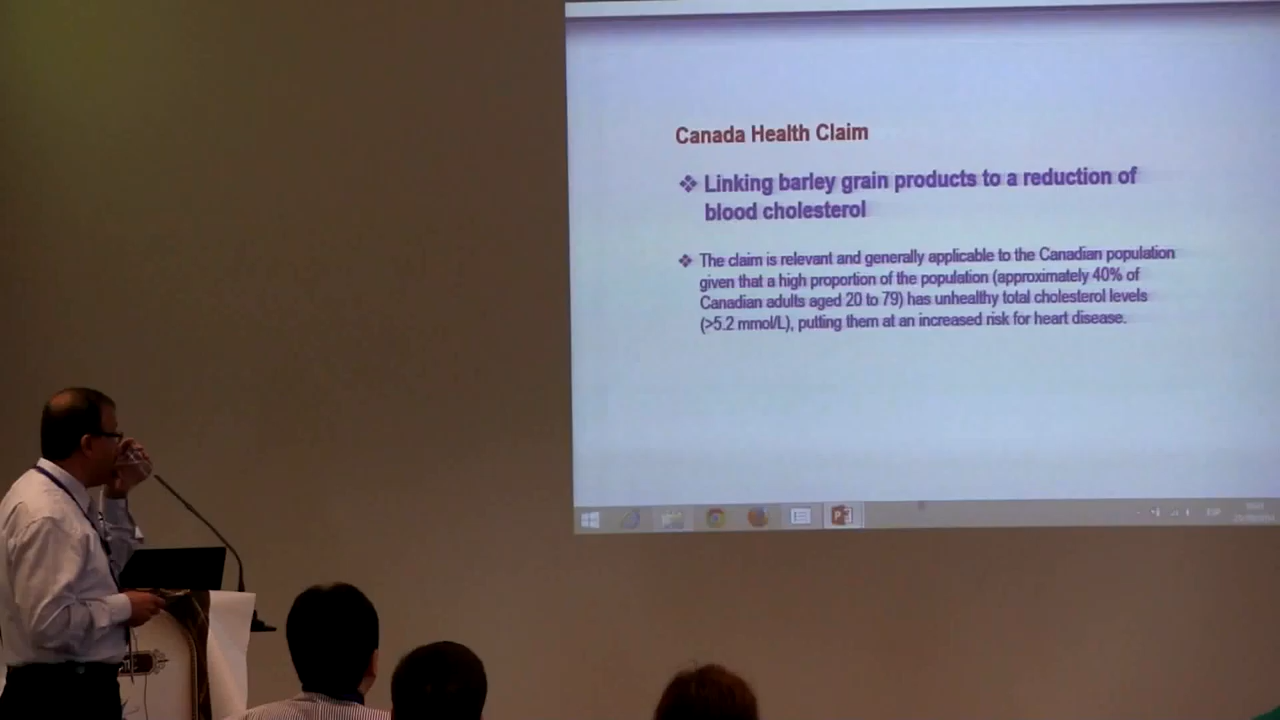 Canada Health Claim
❖ Linking barley grain products to a reduction of
blood cholesterol
❖ The claim is relevant and generally applicable to the Canadian population
given that a high proportion of the population (approximately 40% of
Canadian adults aged 20 to 79) has unhealthy total cholesterol levels
(>5.2 mmol/L), putting them at an increased risk for heart disease.
ESP